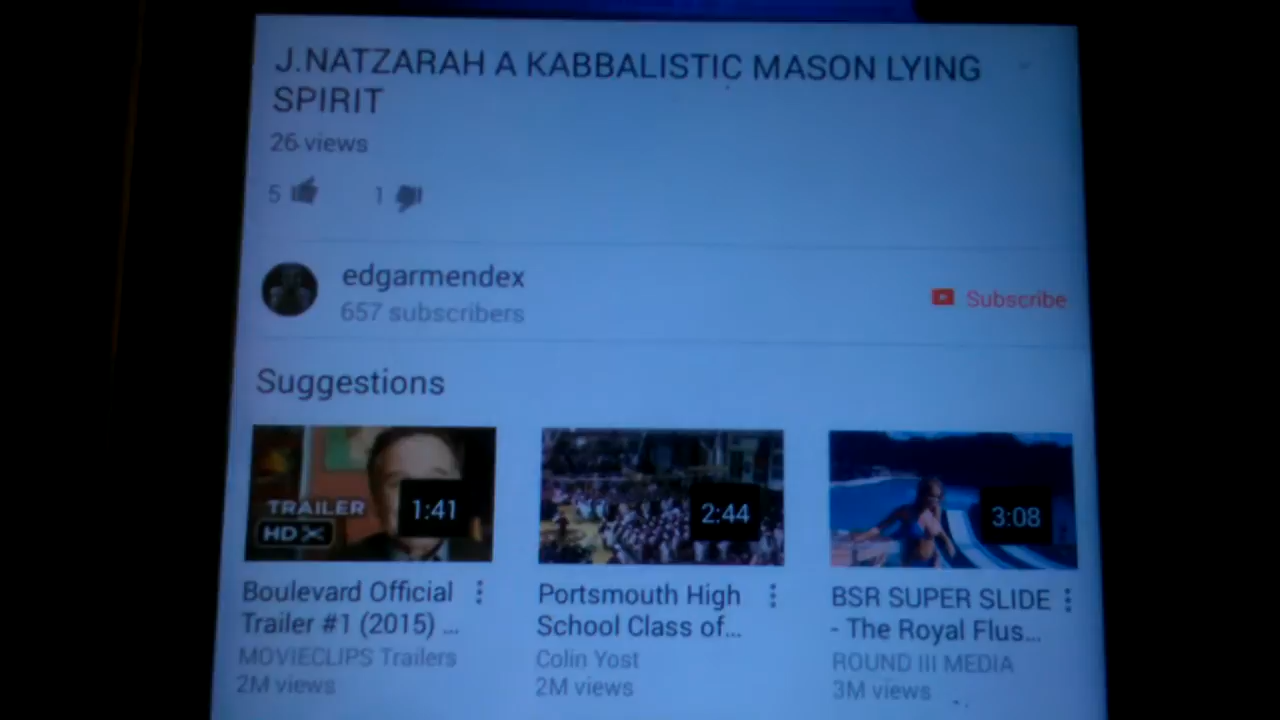 J.NATZARAH A KABBALISTIC MASON LYING
SPIRIT
26 views
5 1
edgarmendex
657 subscribers
Subscribe
Suggestions
TRAILER
HD
1:41
2:44
3:08
Boulevard Official
Trailer #1 (2015) ...
MOVIECLIPS Trailers
2M views
Portsmouth High
School Class of...
Colin Yost
2M views
BSR SUPER SLIDE
- The Royal Flus...
ROUND III MEDIA
3M views